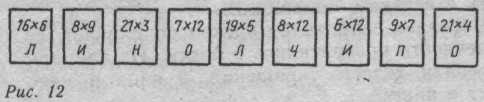 16×6 8×9 21×3 7×12 19×5 8×12 6×12 9×7 21×4
Л И Н О Л Ч И П О
Рис. 12